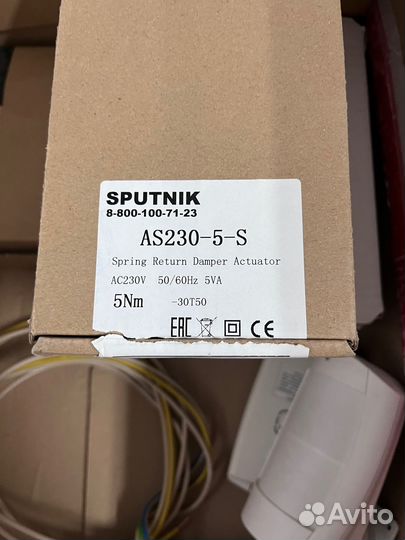 SPUTNIK
8-800-100-71-23
AS230-5-S
Spring Return Damper Actuator
AC230V 50/60Hz 5VA
5Nm -30T50
EAC CE
Avito